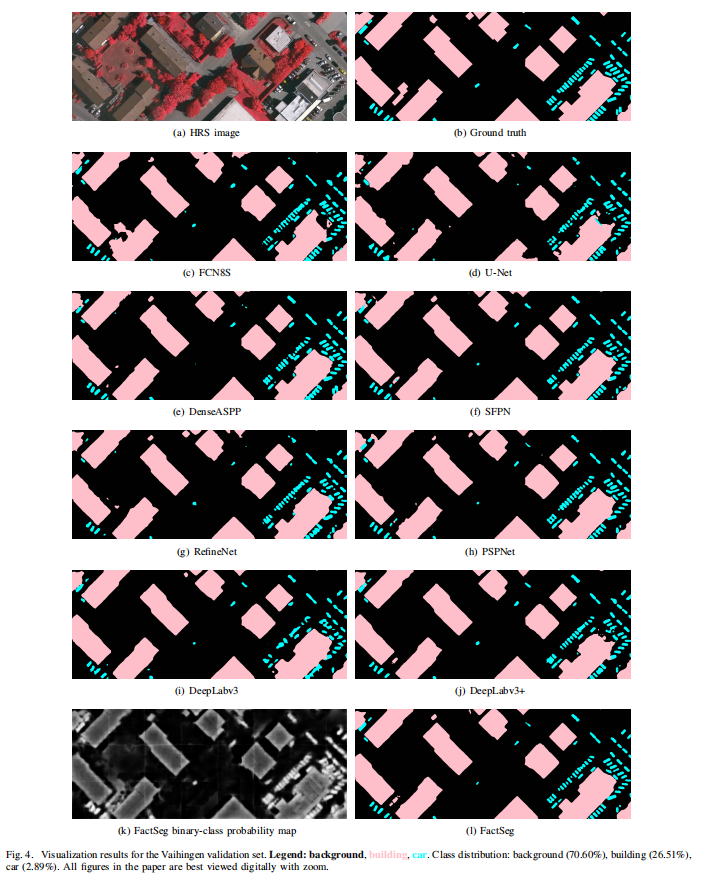 (a) HRS image
(b) Ground truth
(c) FCN8S
(d) U-Net
(e) DenseASPP
(f) SFPN
(g) RefineNet
(h) PSPNet
(i) DeepLabv3
(j) DeepLabv3+
(k) FactSeg binary-class probability map
(l) FactSeg
Fig. 4. Visualization results for the Vaihingen validation set. Legend: background, building, car. Class distribution: background (70.60%), building (26.51%),
car (2.89%). All figures in the paper are best viewed digitally with zoom.